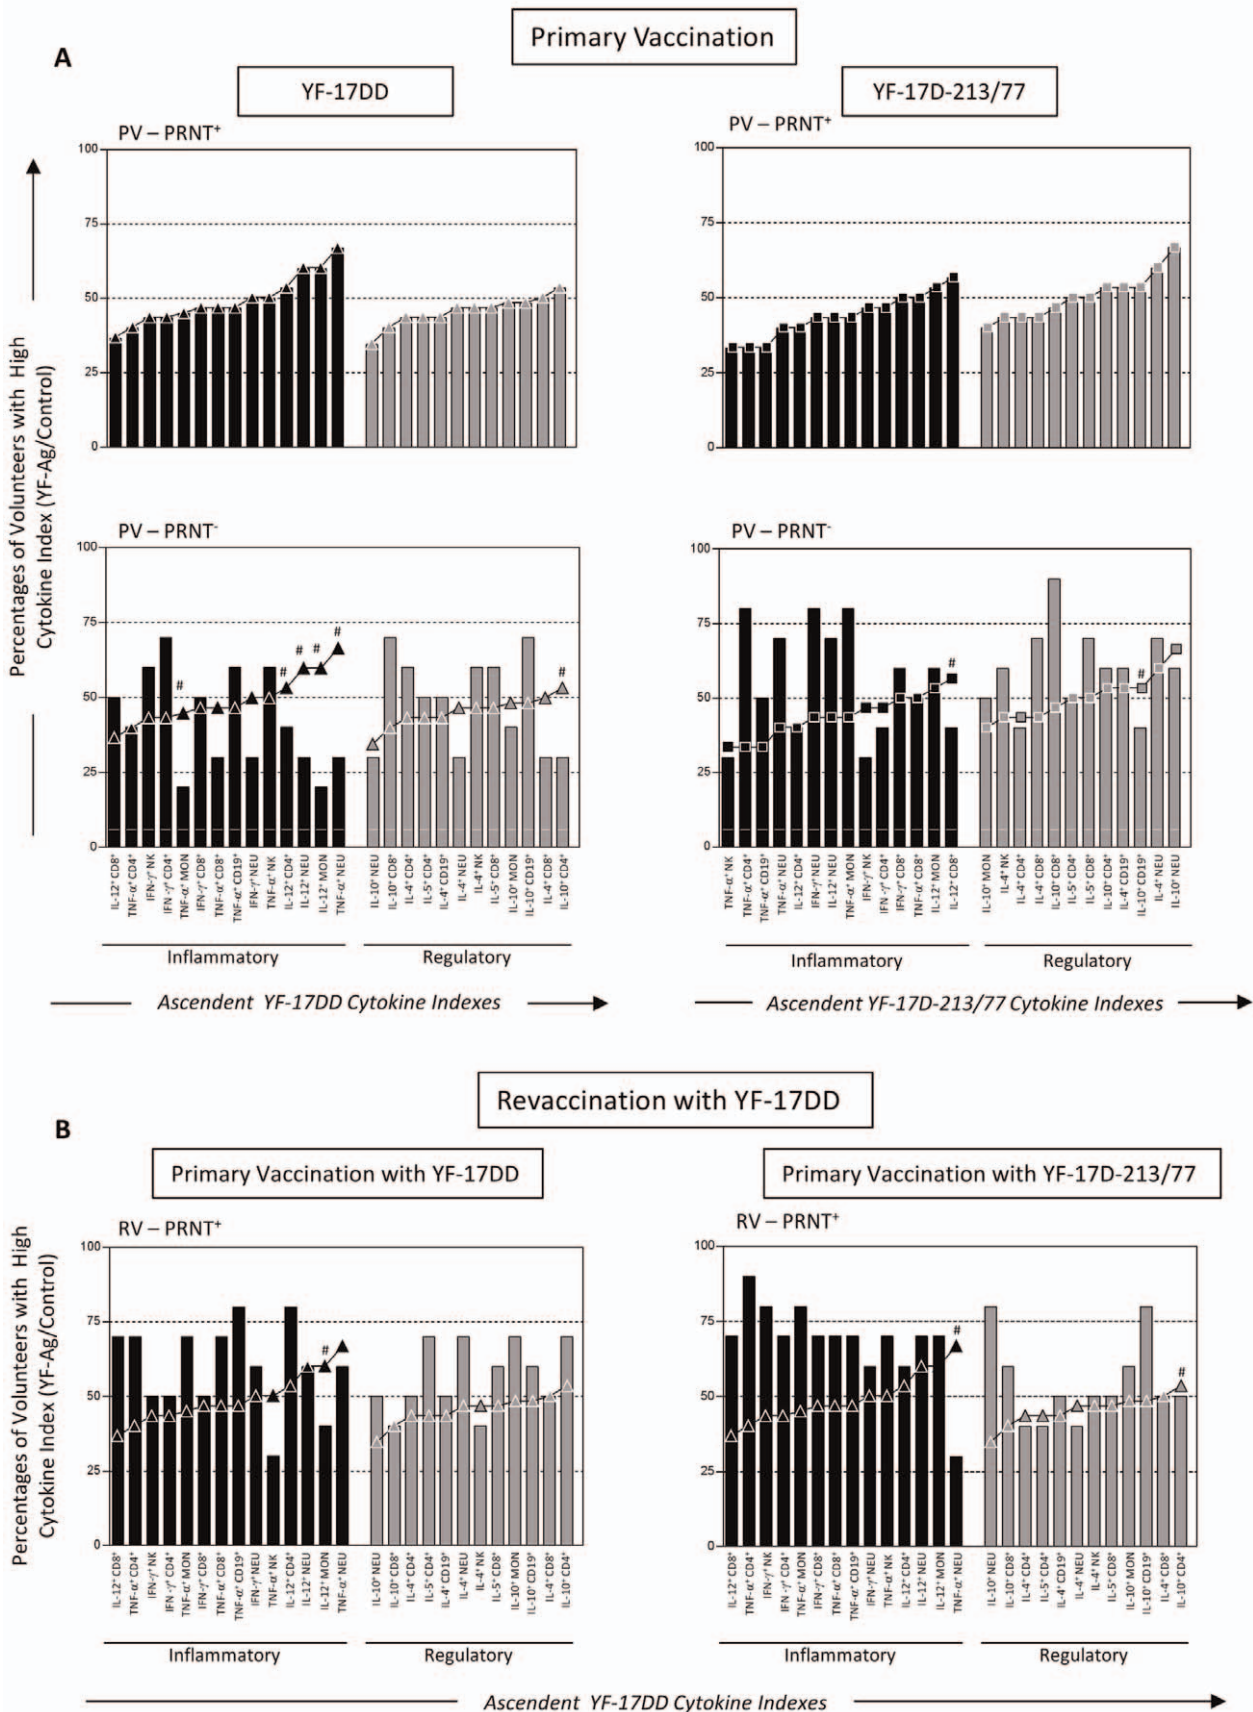 Primary Vaccination
A
YF-17DD
YF-17D-213/77
PV – PRNT⁺
100
75
50
25
0
PV – PRNT⁺
100
75
50
25
0
Percentages of Volunteers with High
Cytokine Index (YF-Ag/Control)
PV – PRNT⁻
100
75
50
25
0
# # # # # #
IL-12⁺ CD8⁺
TNF-α⁺ CD4⁺
IFN-γ⁺ NK
IFN-γ⁺ CD4⁺
TNF-α⁺ MON
IFN-γ⁺ CD8⁺
TNF-α⁺ CD8⁺
TNF-α⁺ CD19⁺
IFN-γ⁺ NEU
TNF-α⁺ NK
IL-12⁺ CD4⁺
IL-12⁺ NEU
IL-12⁺ MON
TNF-α⁺ NEU
IL-10⁺ NEU
IL-10⁺ CD8⁺
IL-4⁺ CD4⁺
IL-5⁺ CD4⁺
IL-4⁺ CD19⁺
IL-4⁺ NEU
IL-4⁺ NK
IL-5⁺ CD8⁺
IL-10⁺ MON
IL-10⁺ CD19⁺
IL-4⁺ CD8⁺
IL-10⁺ CD4⁺
Inflammatory
Regulatory
Ascendent YF-17DD Cytokine Indexes
PV – PRNT⁻
100
75
50
25
0
# #
TNF-α⁺ NK
TNF-α⁺ CD4⁺
TNF-α⁺ CD19⁺
TNF-α⁺ NEU
IL-12⁺ CD4⁺
IFN-γ⁺ NEU
IL-12⁺ NEU
TNF-α⁺ MON
IFN-γ⁺ NK
IFN-γ⁺ CD4⁺
IFN-γ⁺ CD8⁺
TNF-α⁺ CD8⁺
IL-12⁺ MON
IL-12⁺ CD8⁺
IL-10⁺ MON
IL-4⁺ NK
IL-4⁺ CD4⁺
IL-4⁺ CD8⁺
IL-10⁺ CD8⁺
IL-5⁺ CD4⁺
IL-5⁺ CD8⁺
IL-10⁺ CD4⁺
IL-4⁺ CD19⁺
IL-10⁺ CD19⁺
IL-4⁺ NEU
IL-10⁺ NEU
Inflammatory
Regulatory
Ascendent YF-17D-213/77 Cytokine Indexes
Revaccination with YF-17DD
B
Primary Vaccination with YF-17DD
Primary Vaccination with YF-17D-213/77
Percentages of Volunteers with High
Cytokine Index (YF-Ag/Control)
RV – PRNT⁺
100
75
50
25
0
#
IL-12⁺ CD8⁺
TNF-α⁺ CD4⁺
IFN-γ⁺ NK
IFN-γ⁺ CD4⁺
TNF-α⁺ MON
IFN-γ⁺ CD8⁺
TNF-α⁺ CD8⁺
TNF-α⁺ CD19⁺
IFN-γ⁺ NEU
TNF-α⁺ NK
IL-12⁺ CD4⁺
IL-12⁺ NEU
IL-12⁺ MON
TNF-α⁺ NEU
IL-10⁺ NEU
IL-10⁺ CD8⁺
IL-4⁺ CD4⁺
IL-5⁺ CD4⁺
IL-4⁺ CD19⁺
IL-4⁺ NEU
IL-4⁺ NK
IL-5⁺ CD8⁺
IL-10⁺ MON
IL-10⁺ CD19⁺
IL-4⁺ CD8⁺
IL-10⁺ CD4⁺
Inflammatory
Regulatory
RV – PRNT⁺
100
75
50
25
0
# #
IL-12⁺ CD8⁺
TNF-α⁺ CD4⁺
IFN-γ⁺ NK
IFN-γ⁺ CD4⁺
TNF-α⁺ MON
IFN-γ⁺ CD8⁺
TNF-α⁺ CD8⁺
TNF-α⁺ CD19⁺
IFN-γ⁺ NEU
TNF-α⁺ NK
IL-12⁺ CD4⁺
IL-12⁺ NEU
IL-12⁺ MON
TNF-α⁺ NEU
IL-10⁺ NEU
IL-10⁺ CD8⁺
IL-4⁺ CD4⁺
IL-5⁺ CD4⁺
IL-4⁺ CD19⁺
IL-4⁺ NEU
IL-4⁺ NK
IL-5⁺ CD8⁺
IL-10⁺ MON
IL-10⁺ CD19⁺
IL-4⁺ CD8⁺
IL-10⁺ CD4⁺
Inflammatory
Regulatory
Ascendent YF-17DD Cytokine Indexes